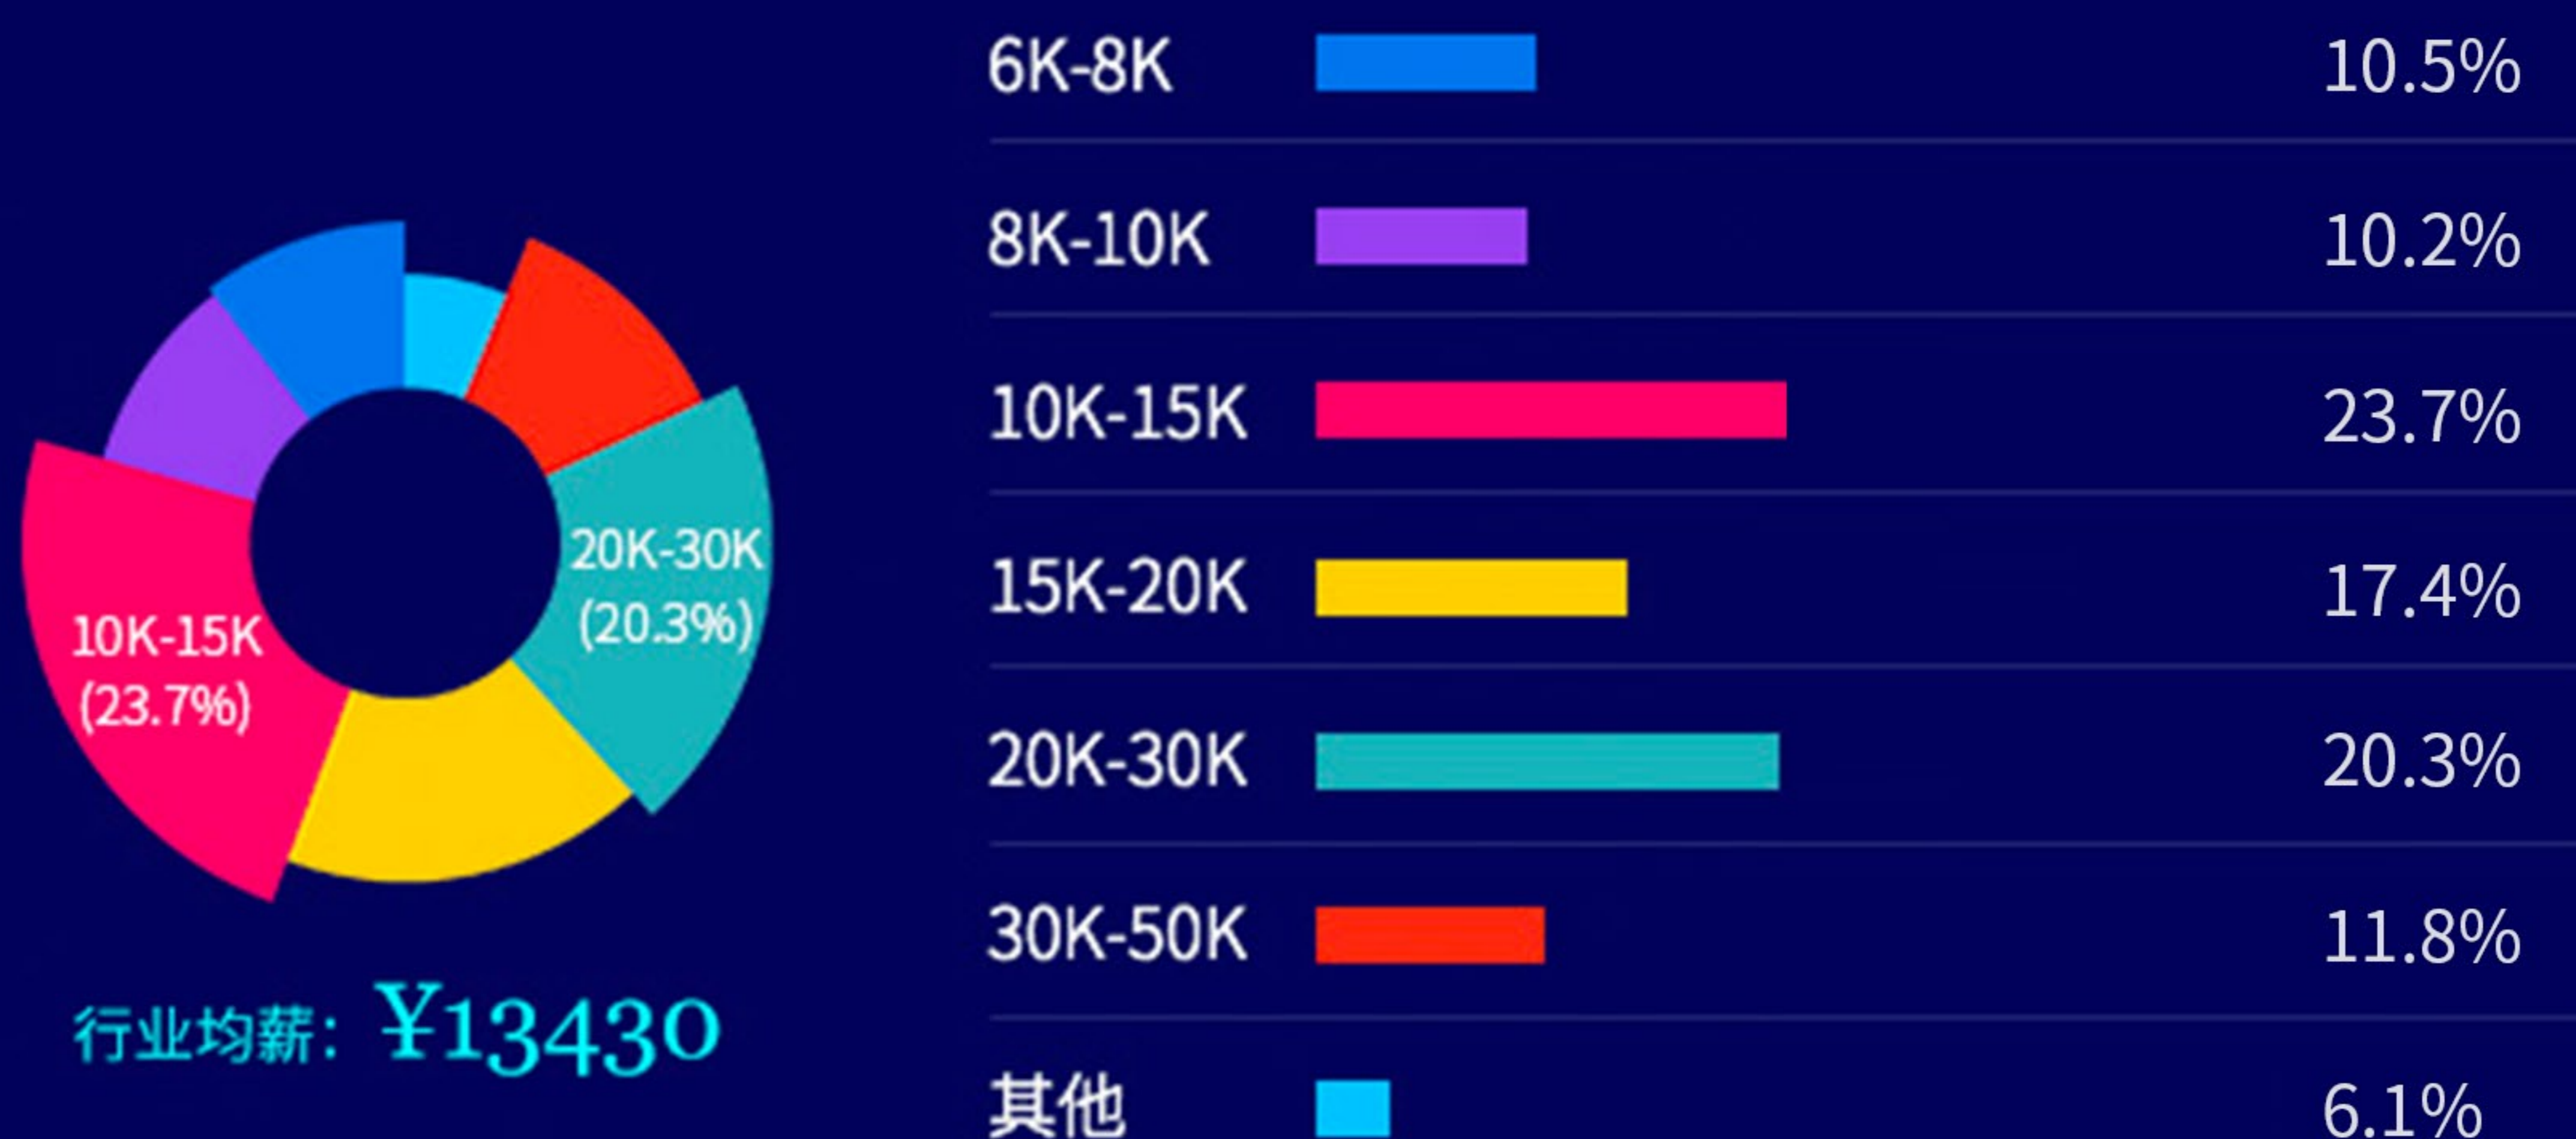 20K-30K
(20.3%)
10K-15K
(23.7%)
行业均薪：¥13430
6K-8K 10.5%
8K-10K 10.2%
10K-15K 23.7%
15K-20K 17.4%
20K-30K 20.3%
30K-50K 11.8%
其他 6.1%